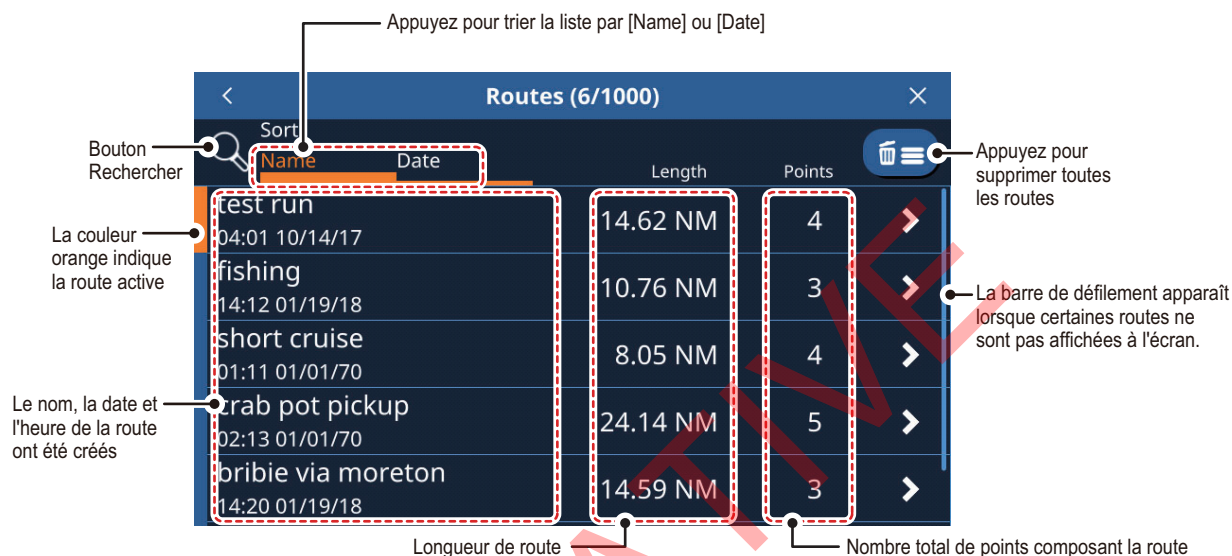 Appuyez pour trier la liste par [Name] ou [Date]
Routes (6/1000)
Sort
Name Date
Length Points
Bouton
Rechercher
Appuyez pour
supprimer toutes
les routes
La couleur
orange indique
la route active
test run
04:01 10/14/17
14.62 NM 4
fishing
14:12 01/19/18
10.76 NM 3
La barre de défilement apparaît
lorsque certaines routes ne
sont pas affichées à l'écran.
short cruise
01:11 01/01/70
8.05 NM 4
Le nom, la date et
l'heure de la route
ont été créés
crab pot pickup
02:13 01/01/70
24.14 NM 5
bribie via moreton
14:20 01/19/18
14.59 NM 3
Longueur de route
Nombre total de points composant la route